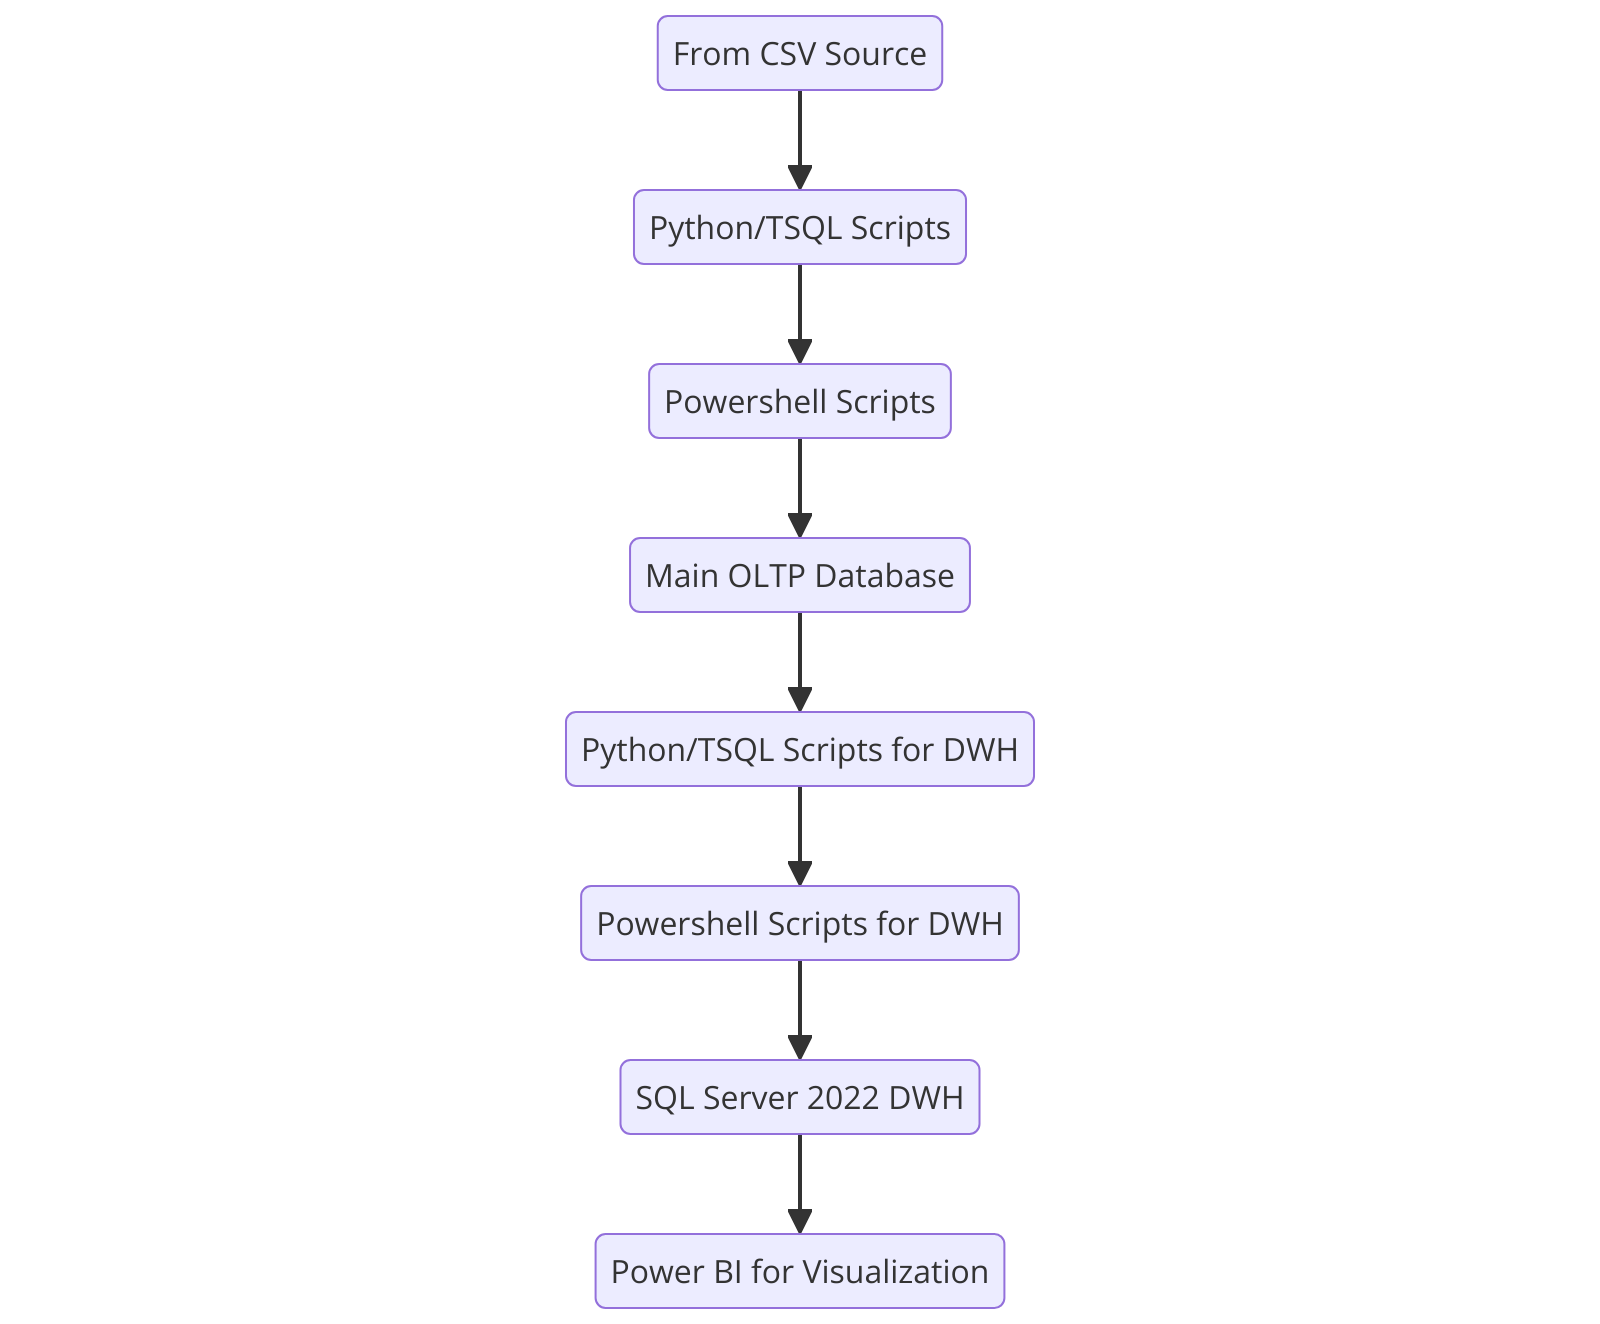 From CSV Source
Python/TSQL Scripts
Powershell Scripts
Main OLTP Database
Python/TSQL Scripts for DWH
Powershell Scripts for DWH
SQL Server 2022 DWH
Power BI for Visualization